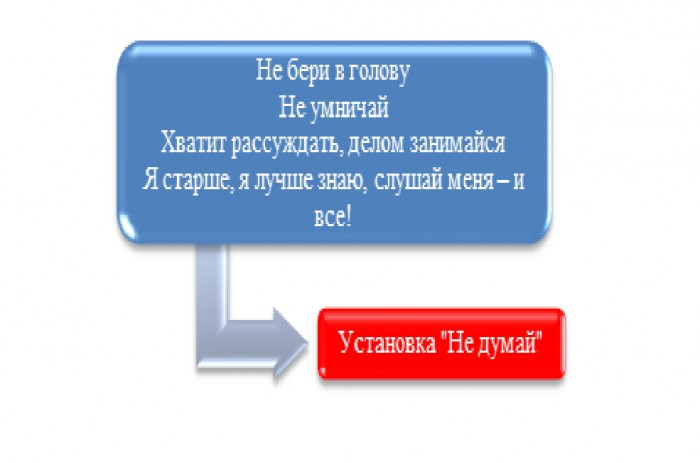 Не бери в голову
Не умничай
Хватит рассуждать, делом занимайся
Я старше, я лучше знаю, слушай меня – и
все!
Установка "Не думай"